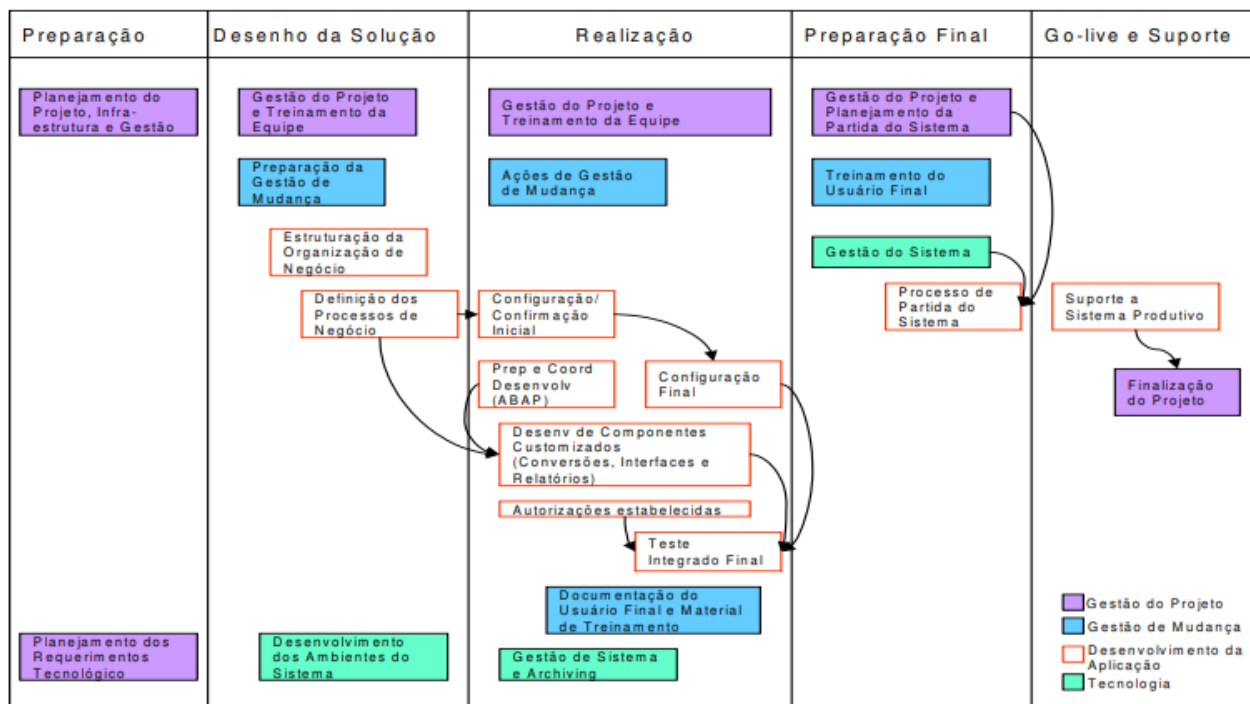 Preparação
Desenho da Solução
Realização
Preparação Final
Go-live e Suporte
Planejamento do
Projeto, Infra-
estrutura e Gestão
Gestão do Projeto
e Treinamento da
Equipe
Gestão do Projeto e
Treinamento da Equipe
Gestão do Projeto e
Planejamento da
Partida do Sistema
Preparação da
Gestão de
Mudança
Ações de Gestão
de Mudança
Treinamento do
Usuário Final
Estruturação da
Organização de
Negócio
Gestão do Sistema
Definição dos
Processos de
Negócio
Configuração/
Confirmação
Inicial
Processo de
Partida do
Sistema
Suporte a
Sistema Produtivo
Prep e Coord
Desenvolv
(ABAP)
Configuração
Final
Finalização
do Projeto
Desenv de Componentes
Customizados
(Conversões, Interfaces e
Relatórios)
Autorizações estabelecidas
Teste
Integrado Final
Documentação do
Usuário Final e Material
de Treinamento
Planejamento dos
Requerimentos
Tecnológico
Desenvolvimento
dos Ambientes do
Sistema
Gestão de Sistema
e Archiving
Gestão do Projeto
Gestão de Mudança
Desenvolvimento da
Aplicação
Tecnologia